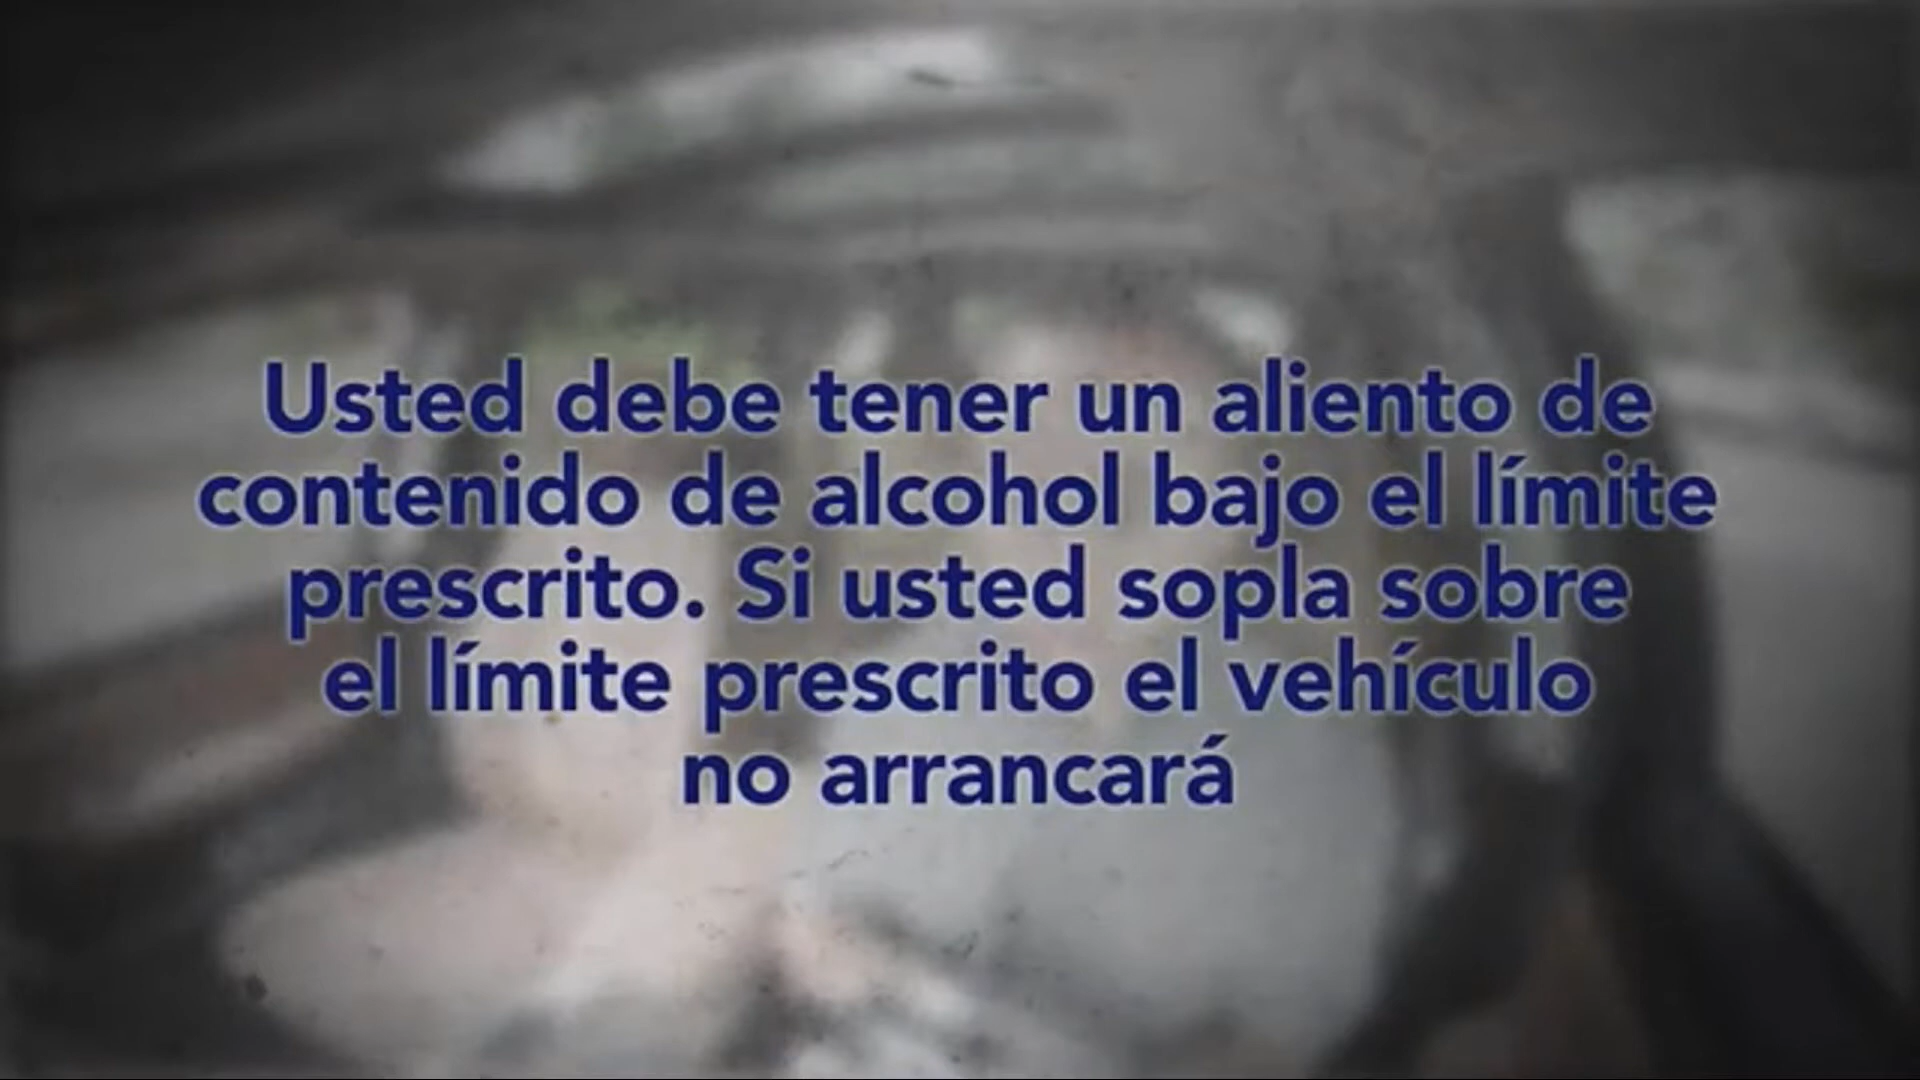 Usted debe tener un aliento de
contenido de alcohol bajo el límite
prescrito. Si usted sopla sobre
el límite prescrito el vehículo
no arrancará